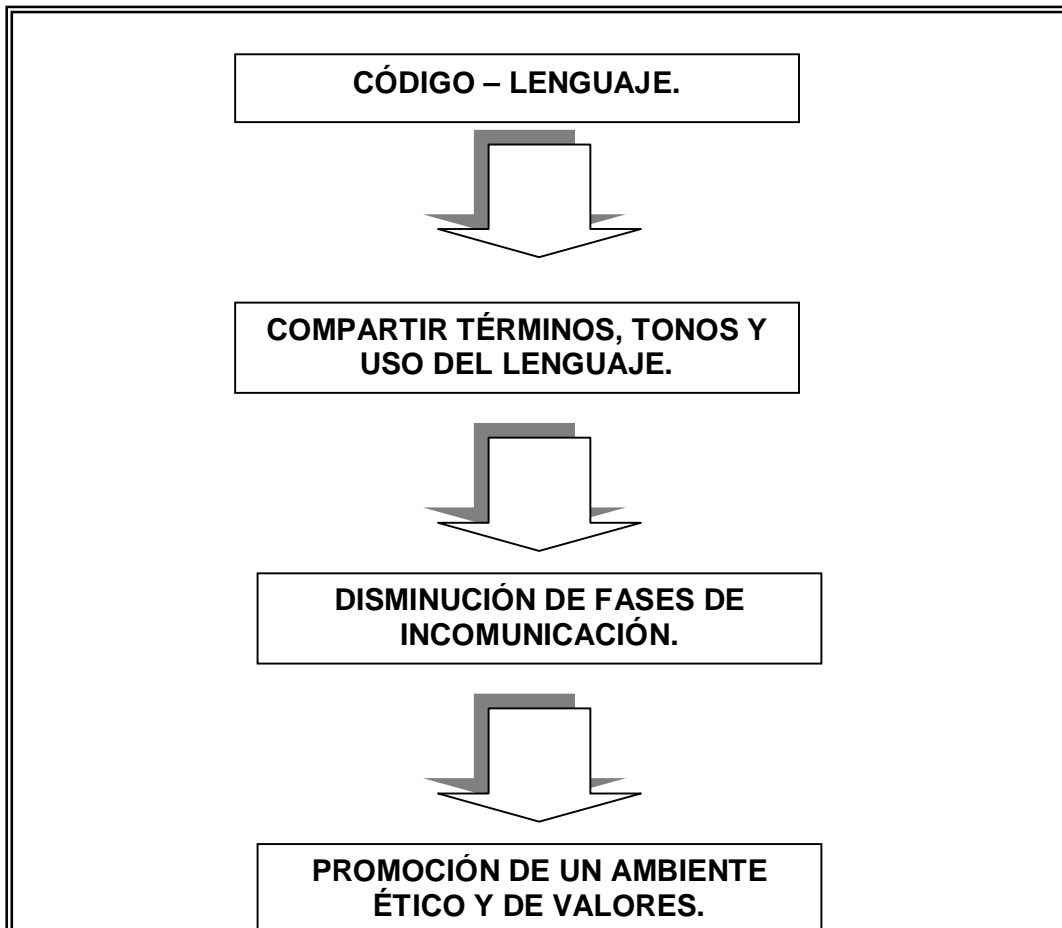 CÓDIGO – LENGUAJE.
COMPARTIR TÉRMINOS, TONOS Y
USO DEL LENGUAJE.
DISMINUCIÓN DE FASES DE
INCOMUNICACIÓN.
PROMOCIÓN DE UN AMBIENTE
ÉTICO Y DE VALORES.